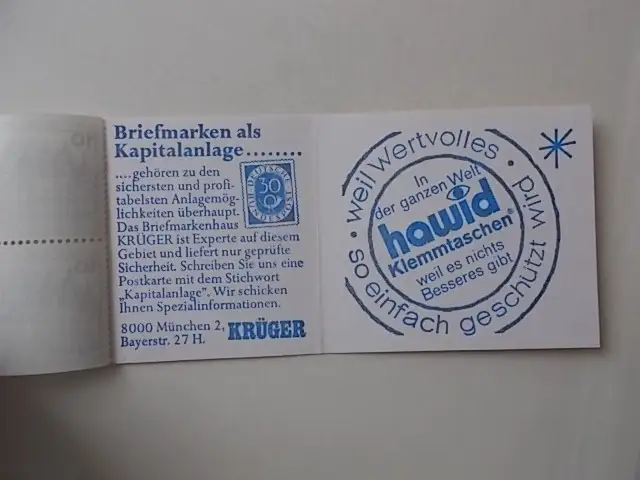 Briefmarken als
Kapitalanlage........
....gehören zu den
sichersten und profi-
tabelsten Anlagemög-
lichkeiten überhaupt.
Das Briefmarkenhaus
KRÜGER ist Experte auf diesem
Gebiet und liefert nur geprüfte
Sicherheit. Schreiben Sie uns eine
Postkarte mit dem Stichwort
„Kapitalanlage". Wir schicken
Ihnen Spezialinformationen.
8000 München 2,
Bayerstr. 27 H.
KRÜGER
DEUTSCHE
30
BUNDESPOST
· weil wertvolles · wird
so einfach geschützt
In
der ganzen Welt
hawid®
Klemmtaschen
weil es nichts
Besseres gibt